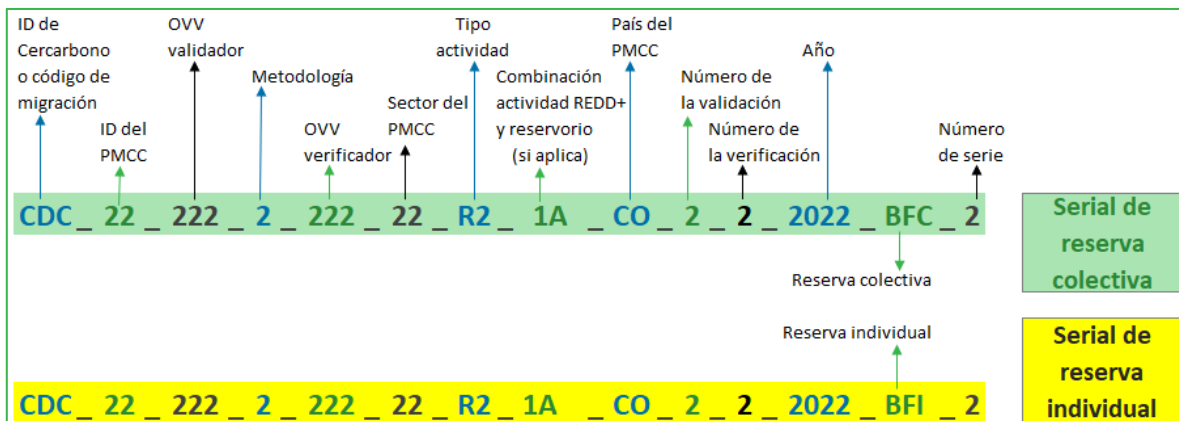 ID de
Cercarbono
o código de
migración
ID del
PMCC
OVV
validador
Metodología
OVV
verificador
Sector del
PMCC
Tipo
actividad
Combinación
actividad REDD+
y reservorio
(si aplica)
País del
PMCC
Número de
la validación
Número de
la verificación
Año
Número
de serie
CDC _ 22 _ 222 _ 2 _ 222 _ 22 _ R2 _ 1A _ CO _ 2 _ 2 _ 2022 _ BFC _ 2
Serial de
reserva
colectiva
Reserva colectiva
Reserva individual
CDC _ 22 _ 222 _ 2 _ 222 _ 22 _ R2 _ 1A _ CO _ 2 _ 2 _ 2022 _ BFI _ 2
Serial de
reserva
individual